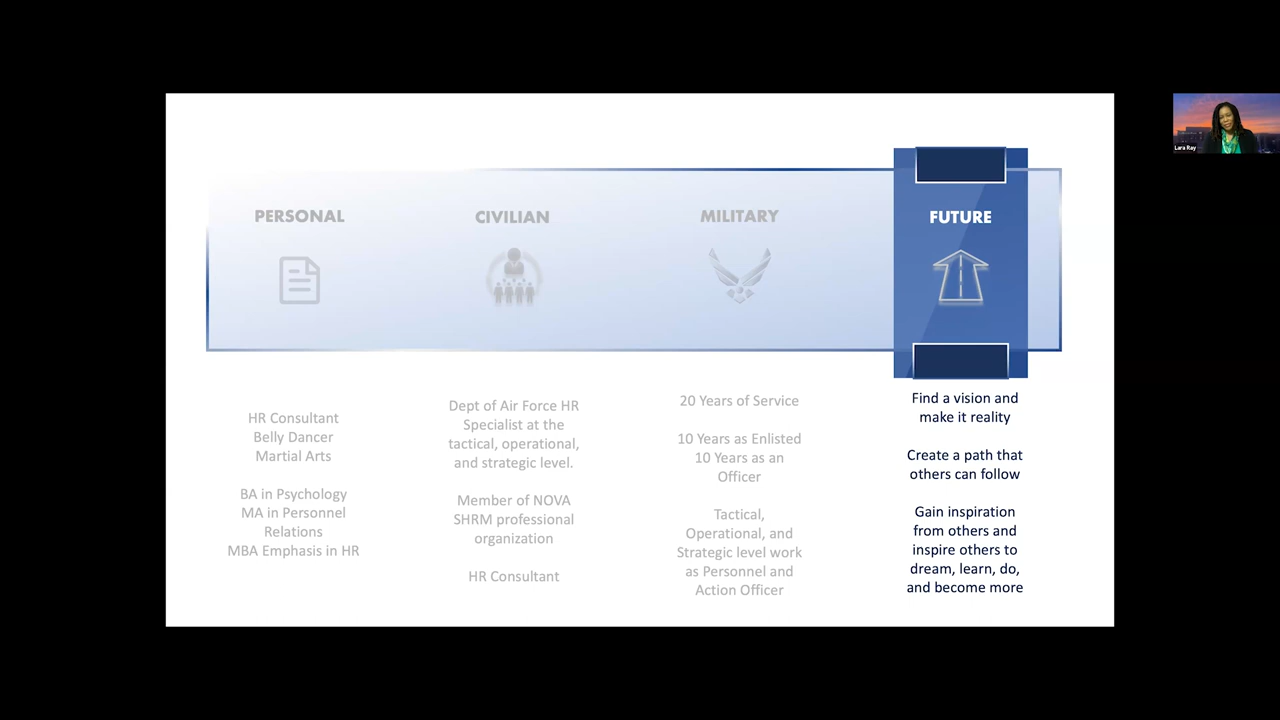 PERSONAL
CIVILIAN
MILITARY
FUTURE
HR Consultant
Belly Dancer
Martial Arts
BA in Psychology
MA in Personnel
Relations
MBA Emphasis in HR
Dept of Air Force HR
Specialist at the
tactical, operational,
and strategic level.
Member of NOVA
SHRM professional
organization
HR Consultant
20 Years of Service
10 Years as Enlisted
10 Years as an
Officer
Tactical,
Operational, and
Strategic level work
as Personnel and
Action Officer
Find a vision and
make it reality
Create a path that
others can follow
Gain inspiration
from others and
inspire others to
dream, learn, do,
and become more
Lara Ray